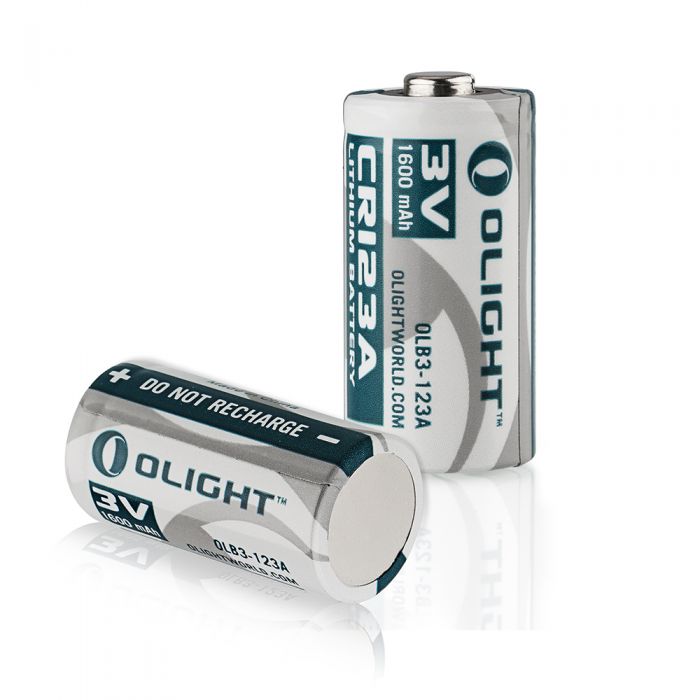 OLIGHT™
3V
1600 mAh
CR123A
LITHIUM BATTERY
OLB3-123A
OLIGHTWORLD.COM
+ DO NOT RECHARGE −
OLIGHT™
3V
1600 mAh
OLB3-123A
OLIGHTWORLD.COM